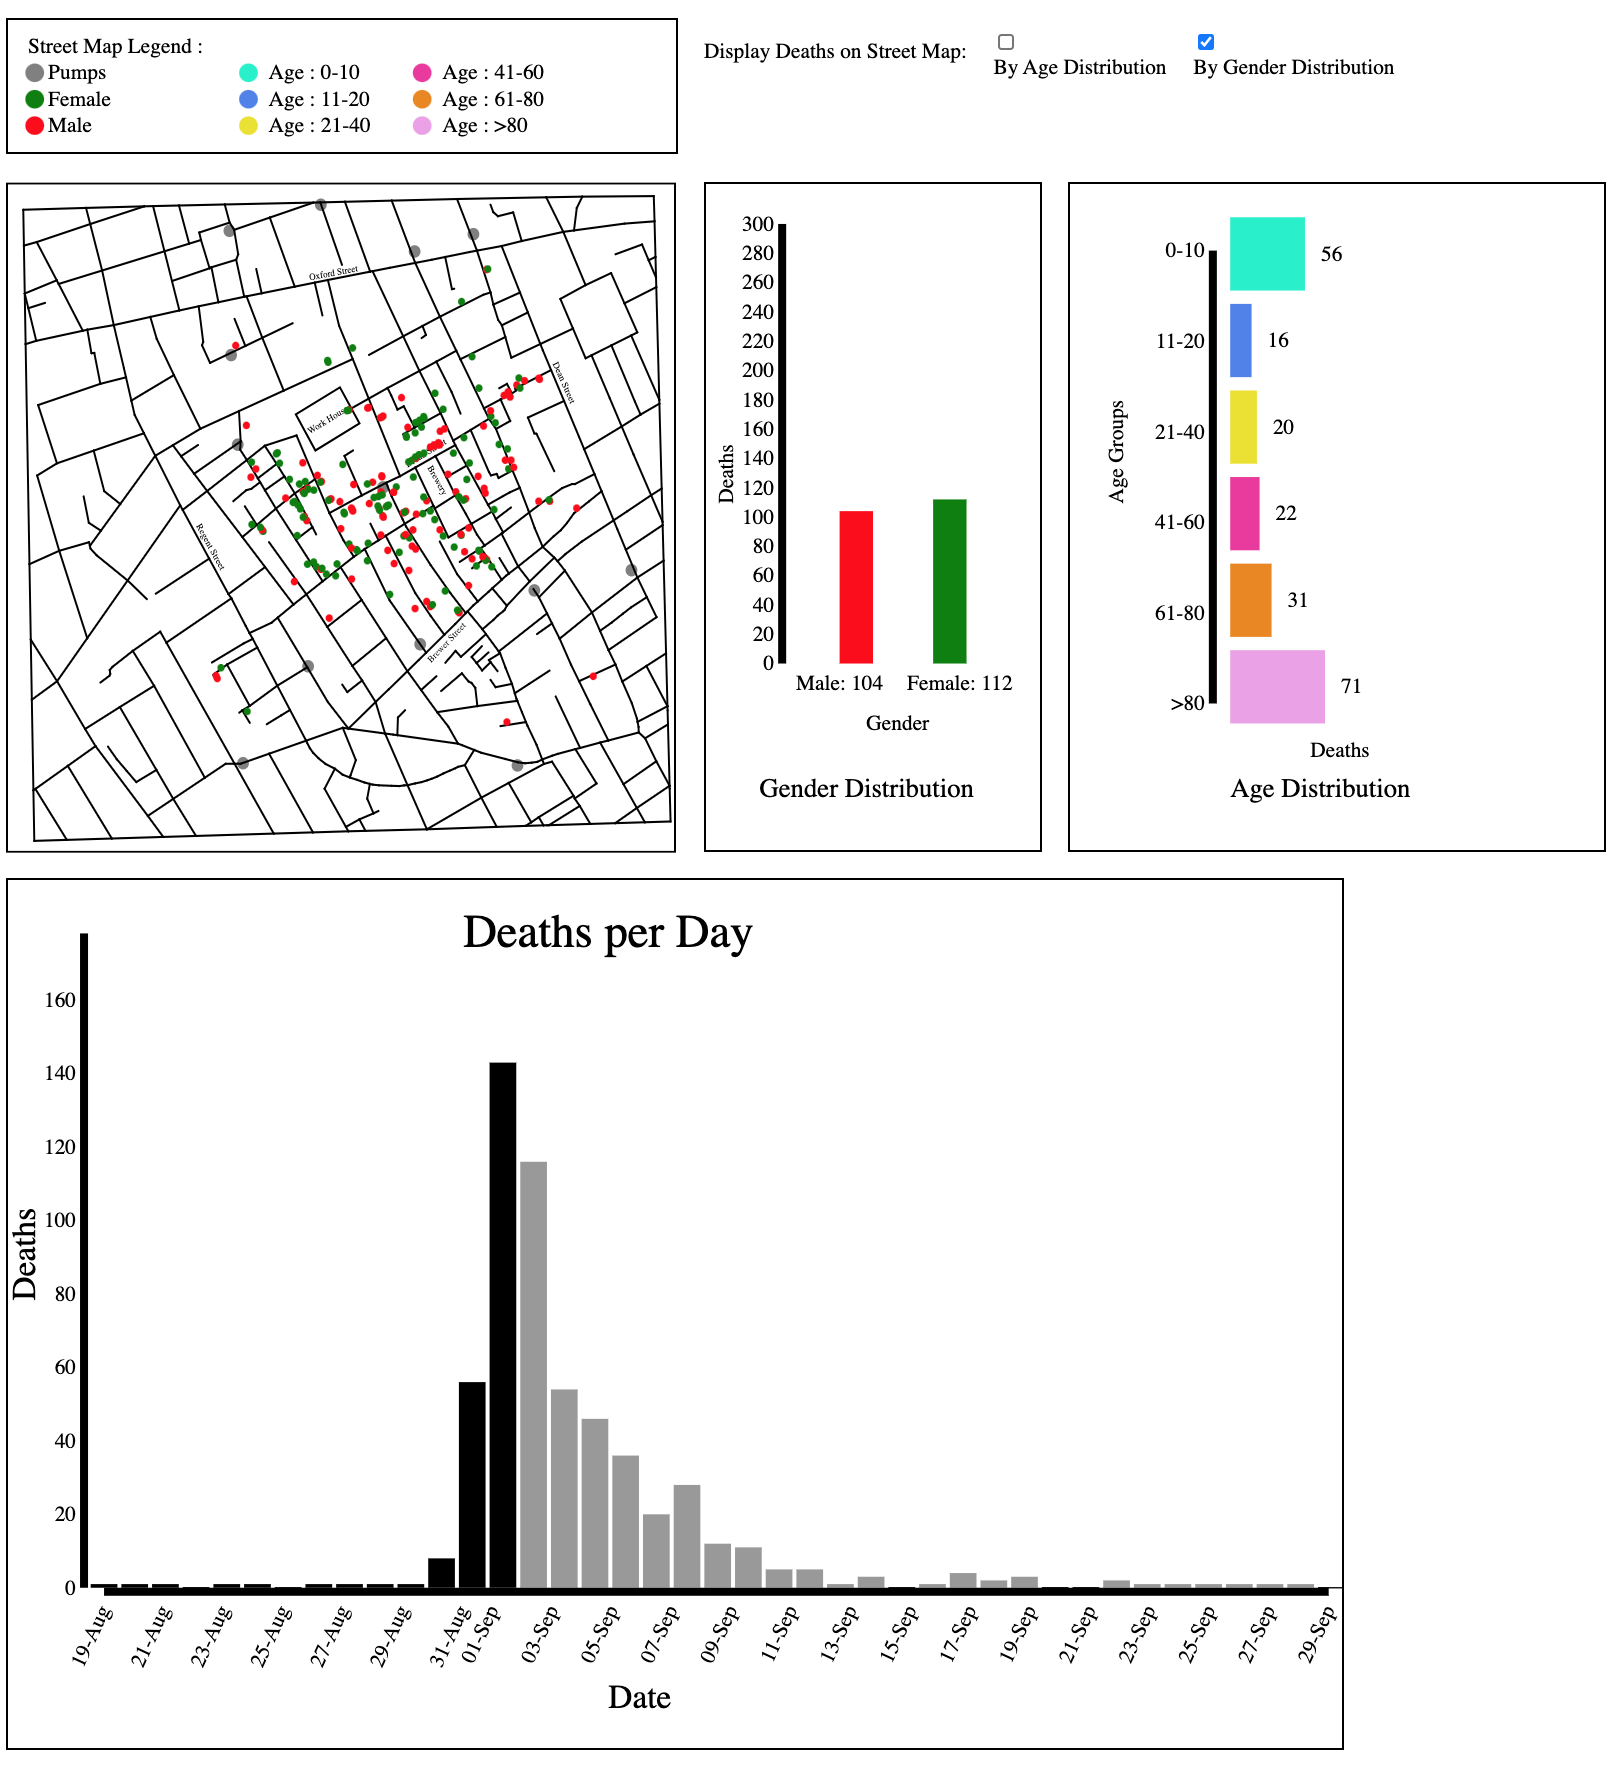 Street Map Legend :
Pumps
Age : 0-10
Age : 41-60
Female
Age : 11-20
Age : 61-80
Male
Age : 21-40
Age : >80
Display Deaths on Street Map:
By Age Distribution
By Gender Distribution
Oxford Street
Dean Street
Work House
Brewery
Regent Street
Brewer Street
300
280
260
240
220
200
180
160
140
120
100
80
60
40
20
0
Deaths
Male: 104
Female: 112
Gender
Gender Distribution
Age Groups
0-10
56
11-20
16
21-40
20
41-60
22
61-80
31
>80
71
Deaths
Age Distribution
Deaths per Day
Deaths
160
140
120
100
80
60
40
20
0
19-Aug
21-Aug
23-Aug
25-Aug
27-Aug
29-Aug
31-Aug
01-Sep
03-Sep
05-Sep
07-Sep
09-Sep
11-Sep
13-Sep
15-Sep
17-Sep
19-Sep
21-Sep
23-Sep
25-Sep
27-Sep
29-Sep
Date